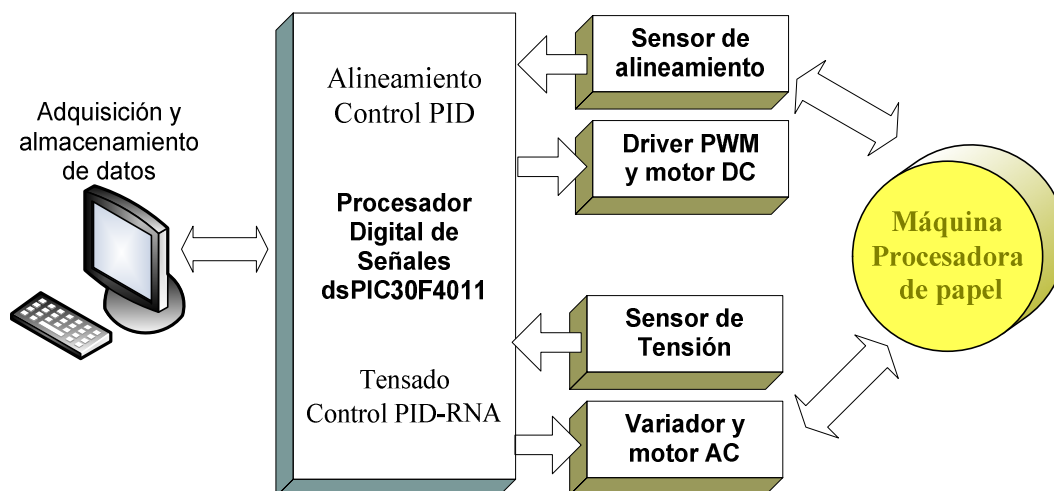 Adquisición y
almacenamiento
de datos
Alineamiento
Control PID
Procesador
Digital de
Señales
dsPIC30F4011
Tensado
Control PID-RNA
Sensor de
alineamiento
Driver PWM
y motor DC
Sensor de
Tensión
Variador y
motor AC
Máquina
Procesadora
de papel